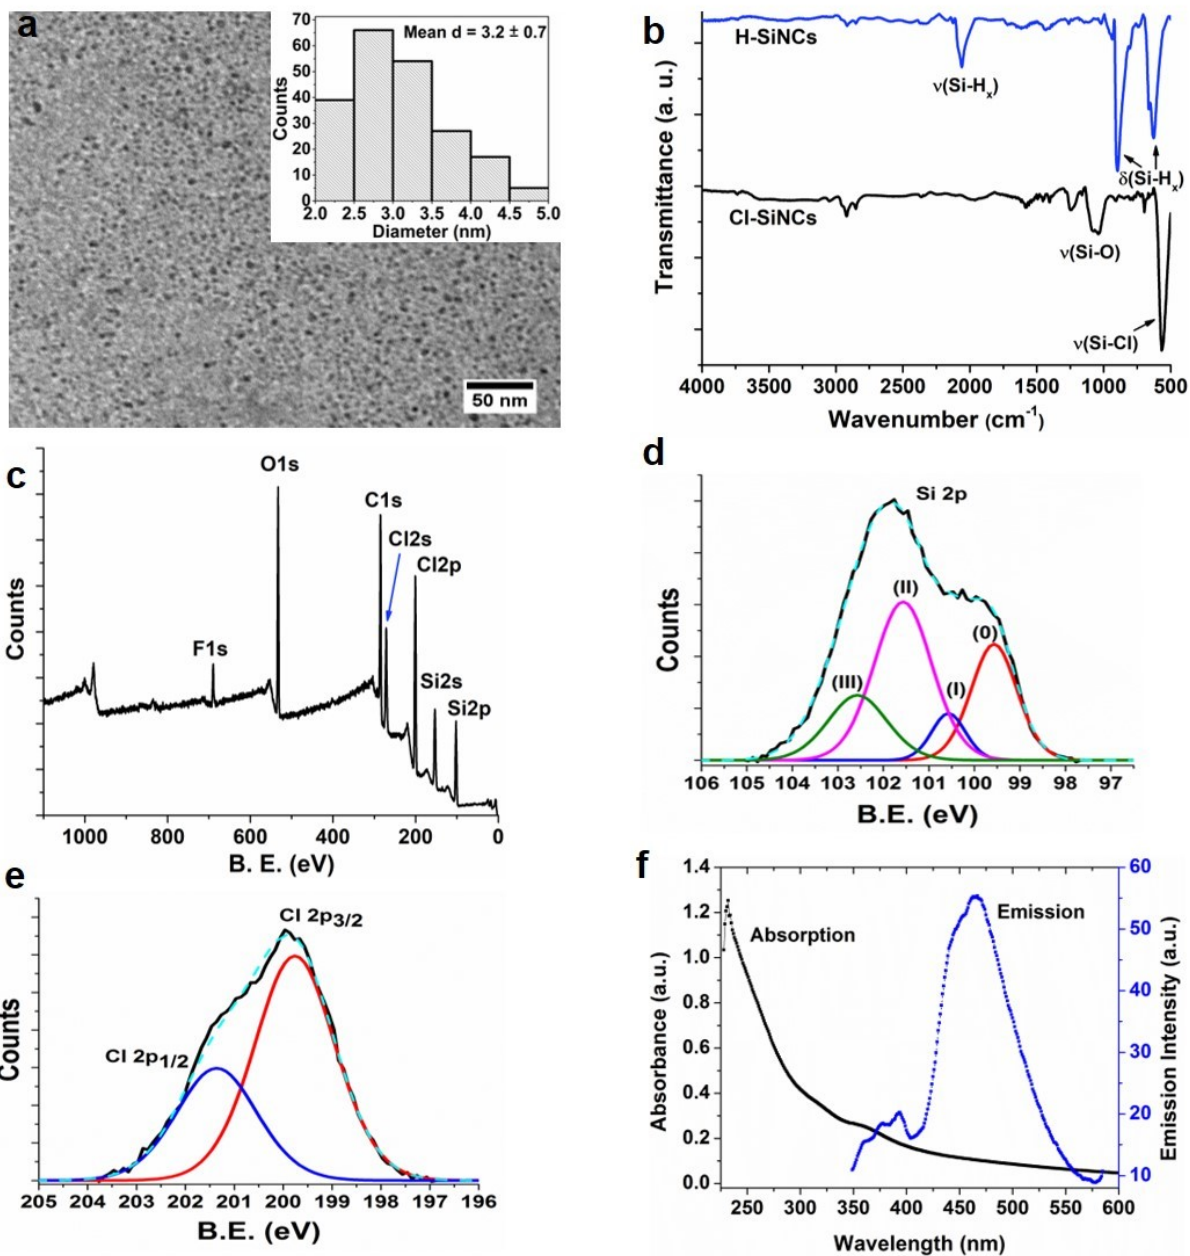 a
70
60
50
40
30
20
10
0
Counts
Mean d = 3.2 ± 0.7
2.0 2.5 3.0 3.5 4.0 4.5 5.0
Diameter (nm)
50 nm
b
H-SiNCs
ν(Si-Hx)
δ(Si-Hx)
Cl-SiNCs
ν(Si-O)
ν(Si-Cl)
Transmittance (a. u.)
4000 3500 3000 2500 2000 1500 1000 500
Wavenumber (cm-1)
c
O1s
C1s
Cl2s
Cl2p
F1s
Si2s
Si2p
Counts
1000 800 600 400 200 0
B. E. (eV)
d
Si 2p
(II)
(0)
(III)
(I)
Counts
106 105 104 103 102 101 100 99 98 97
B.E. (eV)
e
Cl 2p3/2
Cl 2p1/2
Counts
205 204 203 202 201 200 199 198 197 196
B.E. (eV)
f
1.4
1.2
1.0
0.8
0.6
0.4
0.2
0.0
Absorbance (a.u.)
Absorption
Emission
60
50
40
30
20
10
Emission Intensity (a.u.)
250 300 350 400 450 500 550 600
Wavelength (nm)